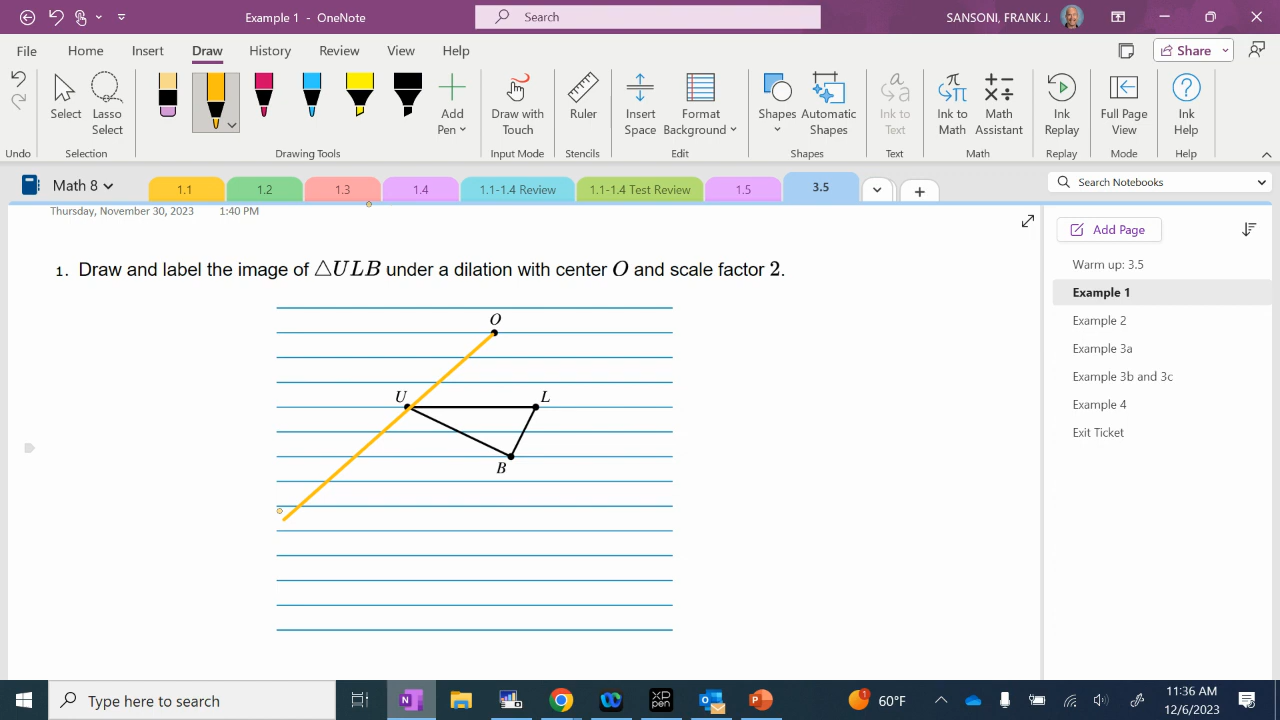 Example 1 - OneNote
Search
SANSONI, FRANK J.
File Home Insert Draw History Review View Help
Share
Select
Lasso Select
Add Pen
Draw with Touch
Ruler
Insert Space
Format Background
Shapes
Automatic Shapes
Ink to Text
Ink to Math
Math Assistant
Ink Replay
Full Page View
Ink Help
Undo Selection Drawing Tools Input Mode Stencils Edit Shapes Text Math Replay Mode Help
Math 8
1.1 1.2 1.3 1.4 1.1-1.4 Review 1.1-1.4 Test Review 1.5 3.5
Search Notebooks
Thursday, November 30, 2023 1:40 PM
Add Page
1. Draw and label the image of △ULB under a dilation with center O and scale factor 2.
O
U
L
B
Warm up: 3.5
Example 1
Example 2
Example 3a
Example 3b and 3c
Example 4
Exit Ticket
Type here to search
N
XP pen
1
60°F
11:36 AM
12/6/2023